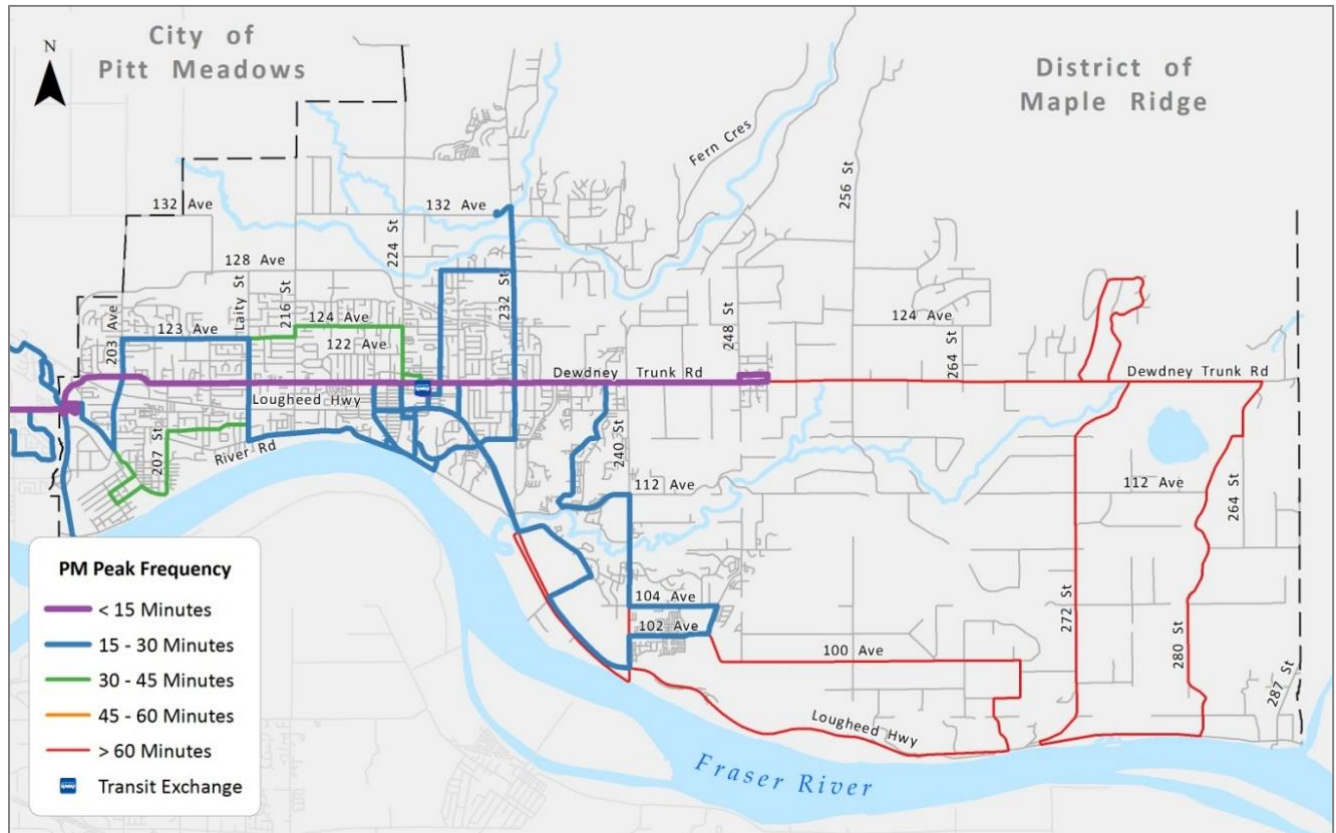 City of
Pitt Meadows
District of
Maple Ridge
N
Fern Cres
256 St
132 Ave
132 Ave
224 St
128 Ave
Laity St
216 St
232 St
203 Ave
123 Ave
124 Ave
122 Ave
248 St
124 Ave
264 St
Dewdney Trunk Rd
Dewdney Trunk Rd
Lougheed Hwy
207 St
River Rd
240 St
112 Ave
112 Ave
264 St
104 Ave
102 Ave
100 Ave
272 St
280 St
287 St
Lougheed Hwy
Fraser River
PM Peak Frequency
< 15 Minutes
15 - 30 Minutes
30 - 45 Minutes
45 - 60 Minutes
> 60 Minutes
Transit Exchange